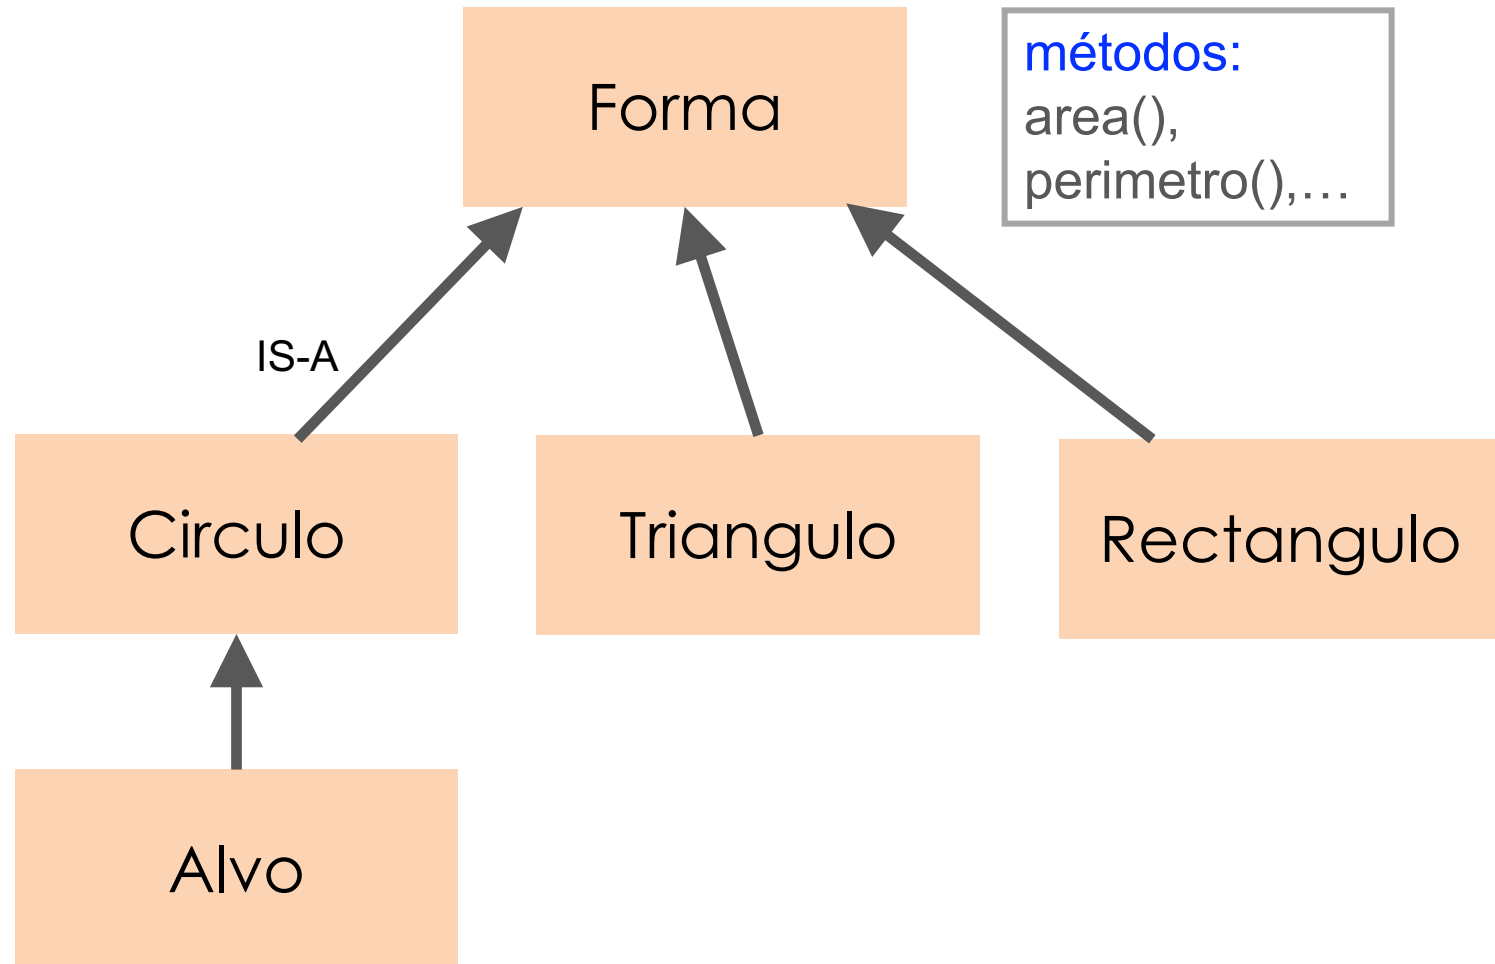 Forma
métodos:
area(),
perimetro(),…
IS-A
Circulo
Triangulo
Rectangulo
Alvo